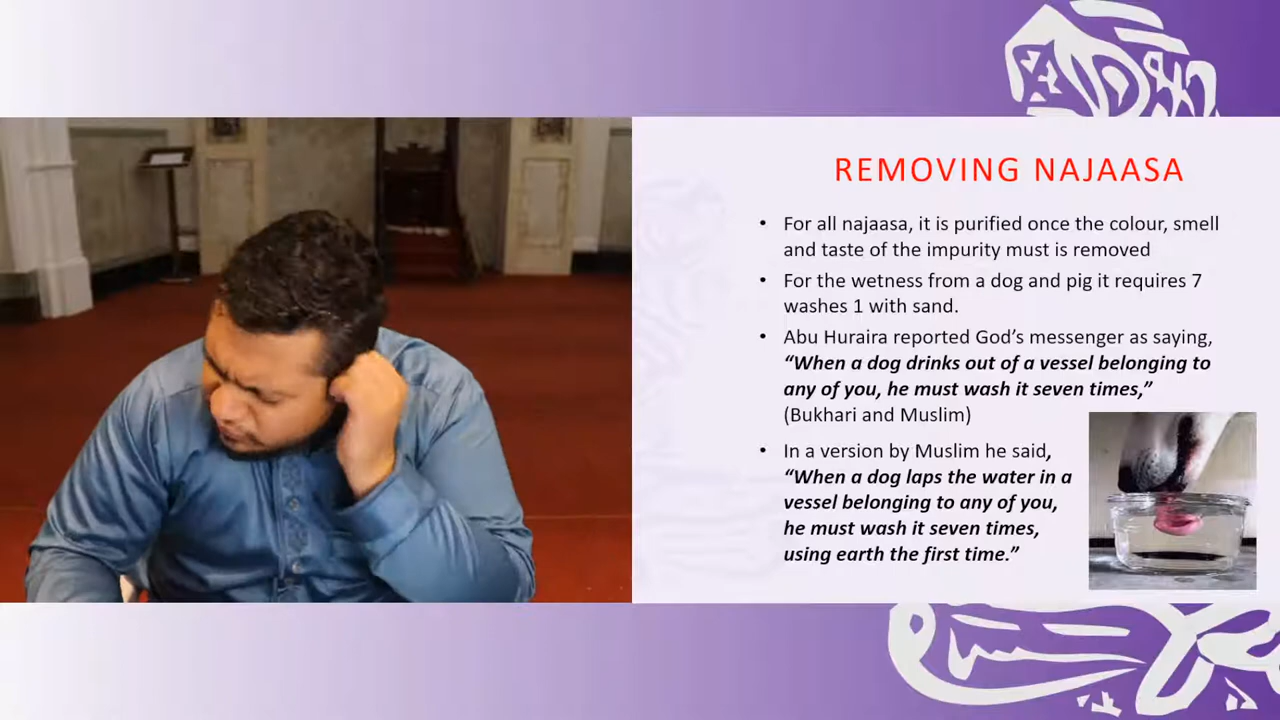 REMOVING NAJAASA
• For all najaasa, it is purified once the colour, smell
and taste of the impurity must is removed
• For the wetness from a dog and pig it requires 7
washes 1 with sand.
• Abu Huraira reported God's messenger as saying,
“When a dog drinks out of a vessel belonging to
any of you, he must wash it seven times,”
(Bukhari and Muslim)
• In a version by Muslim he said,
“When a dog laps the water in a
vessel belonging to any of you,
he must wash it seven times,
using earth the first time.”